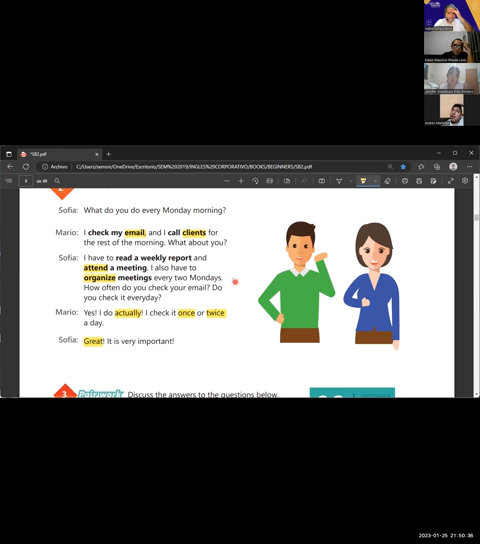 *SB2.pdf
Archivo
C:/Users/sermon/OneDrive/Escritorio/SEM%202019/INGLES%20CORPORATIVO/BOOKS/BEGINNERS/SB2.pdf
2
Sofia: What do you do every Monday morning?
Mario: I check my email, and I call clients for
the rest of the morning. What about you?
Sofia: I have to read a weekly report and
attend a meeting. I also have to
organize meetings every two Mondays.
How often do you check your email? Do
you check it everyday?
Mario: Yes! I do actually! I check it once or twice
a day.
Sofia: Great! It is very important!
3 Pairwork Discuss the answers to the questions below.
2023-01-25 21:50:36